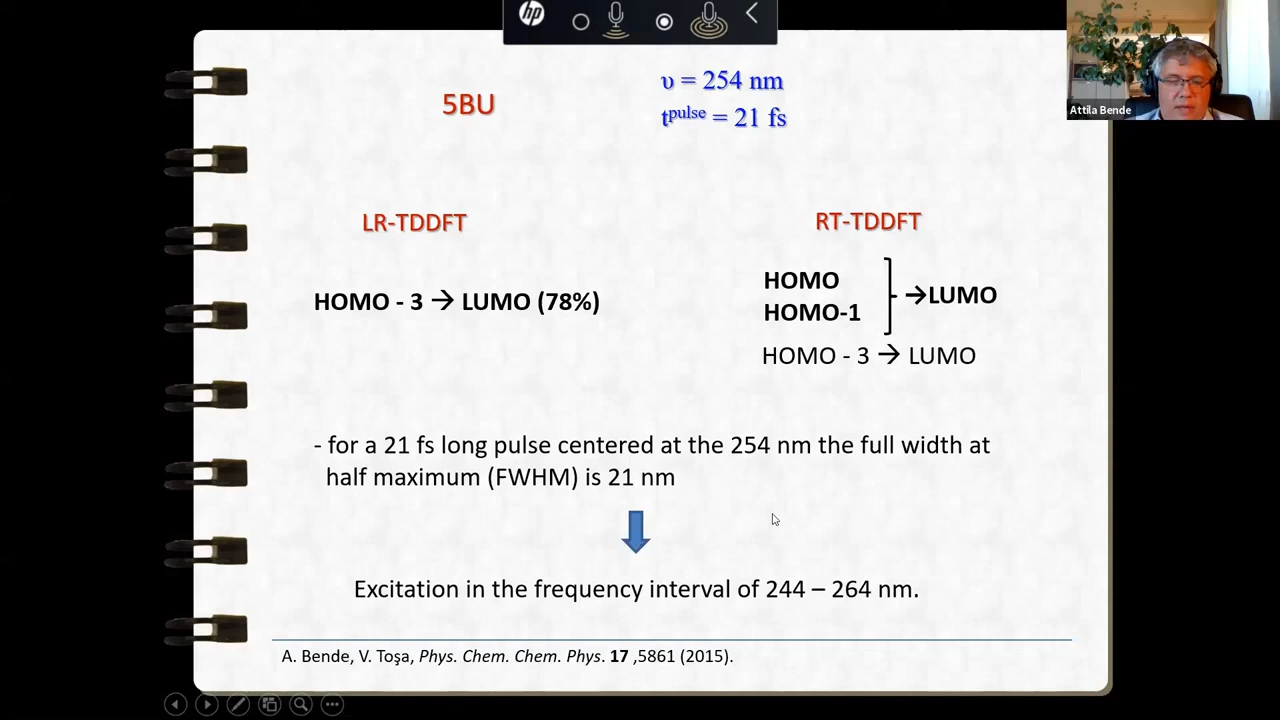 hp
Attila Bende
5BU
υ = 254 nm
tpulse = 21 fs
LR-TDDFT
RT-TDDFT
HOMO - 3 → LUMO (78%)
HOMO
HOMO-1
→LUMO
HOMO - 3 → LUMO
- for a 21 fs long pulse centered at the 254 nm the full width at
half maximum (FWHM) is 21 nm
Excitation in the frequency interval of 244 – 264 nm.
A. Bende, V. Toşa, Phys. Chem. Chem. Phys. 17 ,5861 (2015).